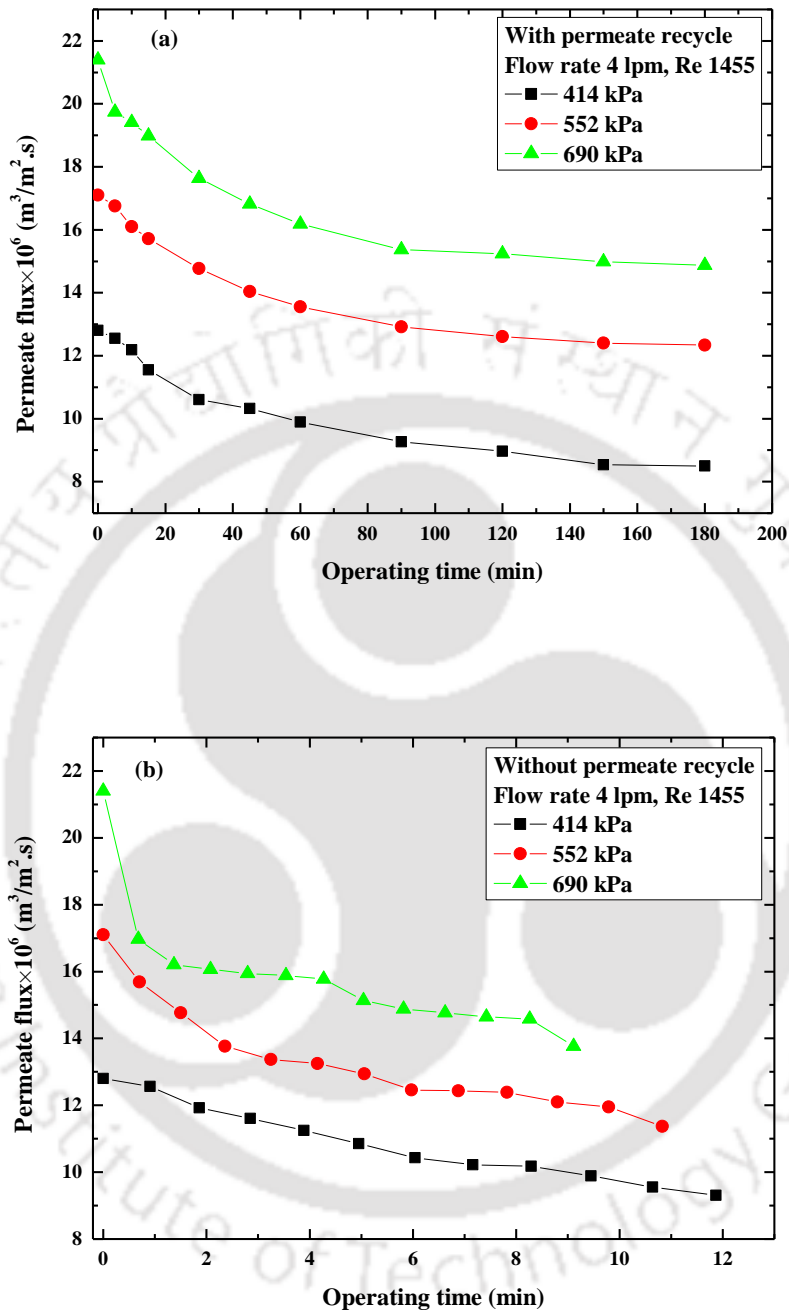 22
20
18
16
14
12
10
8
Permeate flux×10⁶ (m³/m².s)
(a)
With permeate recycle
Flow rate 4 lpm, Re 1455
414 kPa
552 kPa
690 kPa
0 20 40 60 80 100 120 140 160 180 200
Operating time (min)
22
20
18
16
14
12
10
8
Permeate flux×10⁶ (m³/m².s)
(b)
Without permeate recycle
Flow rate 4 lpm, Re 1455
414 kPa
552 kPa
690 kPa
0 2 4 6 8 10 12
Operating time (min)
Institute of Technology